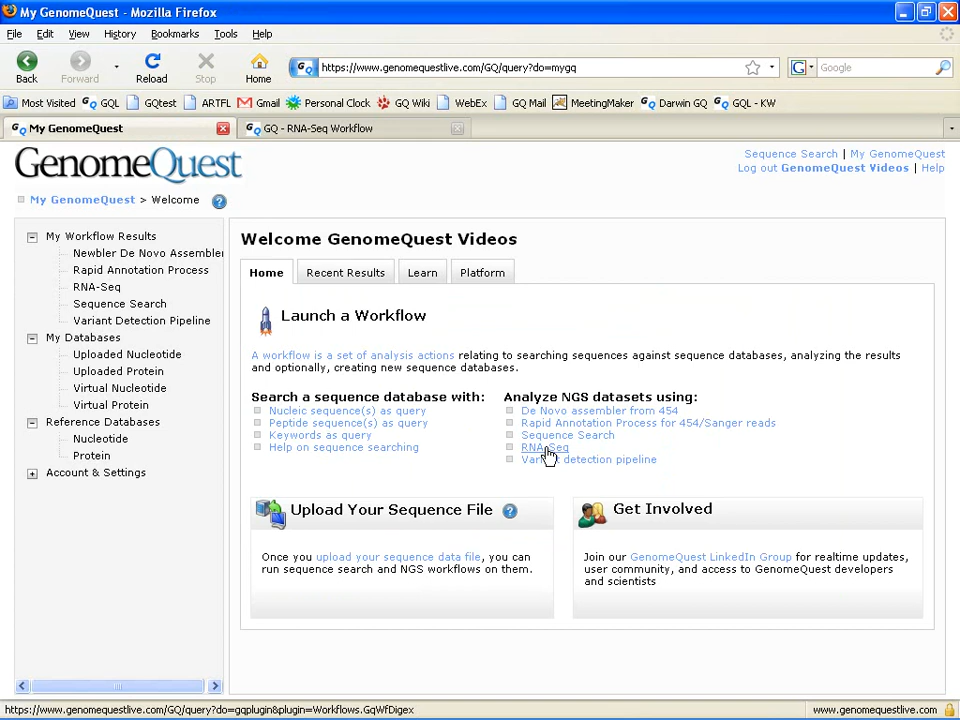 My GenomeQuest - Mozilla Firefox
File Edit View History Bookmarks Tools Help
Back Forward Reload Stop Home
https://www.genomequestlive.com/GQ/query?do=mygq
Google
Most Visited GQL GQtest ARTFL Gmail Personal Clock GQ Wiki WebEx GQ Mail MeetingMaker Darwin GQ GQL - KW
My GenomeQuest GQ - RNA-Seq Workflow
GenomeQuest
Sequence Search | My GenomeQuest
Log out GenomeQuest Videos | Help
My GenomeQuest > Welcome
My Workflow Results
Newbler De Novo Assembler
Rapid Annotation Process
RNA-Seq
Sequence Search
Variant Detection Pipeline
My Databases
Uploaded Nucleotide
Uploaded Protein
Virtual Nucleotide
Virtual Protein
Reference Databases
Nucleotide
Protein
Account & Settings
Welcome GenomeQuest Videos
Home Recent Results Learn Platform
Launch a Workflow
A workflow is a set of analysis actions relating to searching sequences against sequence databases, analyzing the results
and optionally, creating new sequence databases.
Search a sequence database with:
Nucleic sequence(s) as query
Peptide sequence(s) as query
Keywords as query
Help on sequence searching
Analyze NGS datasets using:
De Novo assembler from 454
Rapid Annotation Process for 454/Sanger reads
Sequence Search
RNA-Seq
Variant detection pipeline
Upload Your Sequence File
Once you upload your sequence data file, you can
run sequence search and NGS workflows on them.
Get Involved
Join our GenomeQuest LinkedIn Group for realtime updates,
user community, and access to GenomeQuest developers
and scientists
https://www.genomequestlive.com/GQ/query?do=gqplugin&plugin=Workflows.GqWfDigex
www.genomequestlive.com